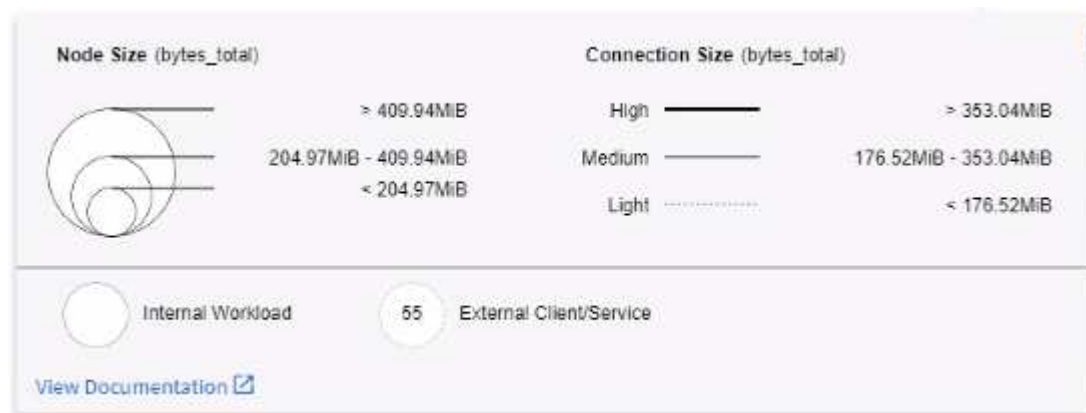 Node Size (bytes_total)
> 409.94MiB
204.97MiB - 409.94MiB
< 204.97MiB
Connection Size (bytes_total)
High > 353.04MiB
Medium 176.52MiB - 353.04MiB
Light < 176.52MiB
Internal Workload
55 External Client/Service
View Documentation